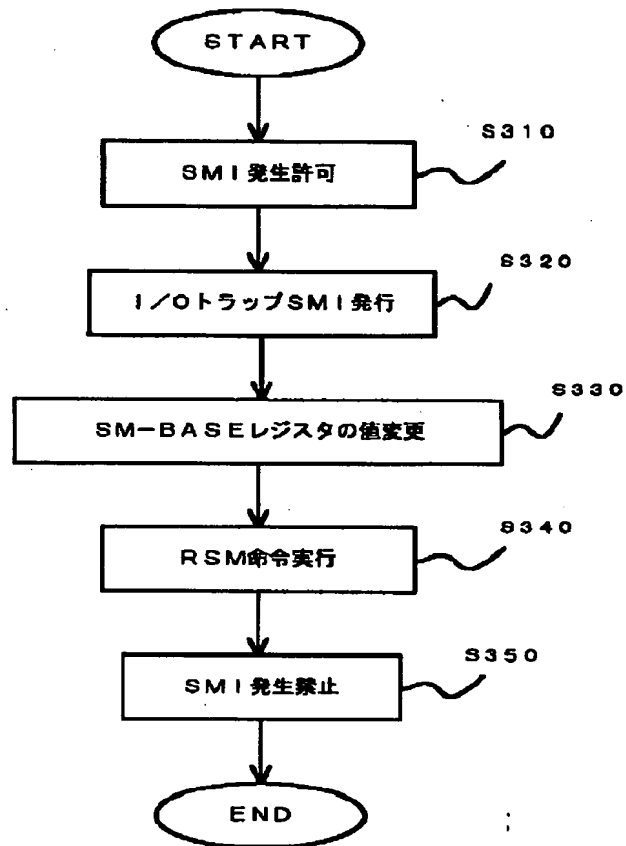 START
S310
SMI発生許可
S320
I/OトラップSMI発行
S330
SM-BASEレジスタの値変更
S340
RSM命令実行
S350
SMI発生禁止
END